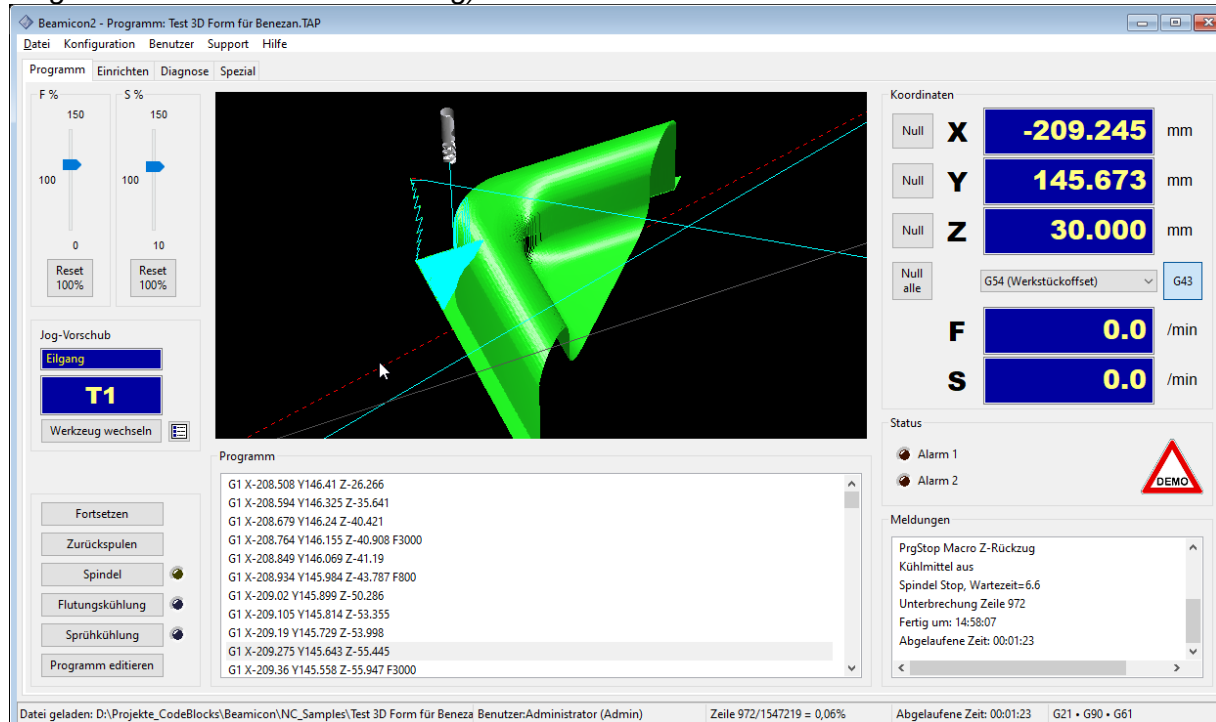 Beamicon2 - Programm: Test 3D Form für Benezan.TAP
Datei Konfiguration Benutzer Support Hilfe
Programm Einrichten Diagnose Spezial
F % S %
150 150
100 100
0 10
Reset 100% Reset 100%
Jog-Vorschub
Eilgang
T1
Werkzeug wechseln
Fortsetzen
Zurückspulen
Spindel
Flutungskühlung
Sprühkühlung
Programm editieren
Programm
G1 X-208.508 Y146.41 Z-26.266
G1 X-208.594 Y146.325 Z-35.641
G1 X-208.679 Y146.24 Z-40.421
G1 X-208.764 Y146.155 Z-40.908 F3000
G1 X-208.849 Y146.069 Z-41.19
G1 X-208.934 Y145.984 Z-43.787 F800
G1 X-209.02 Y145.899 Z-50.286
G1 X-209.105 Y145.814 Z-53.355
G1 X-209.19 Y145.729 Z-53.998
G1 X-209.275 Y145.643 Z-55.445
G1 X-209.36 Y145.558 Z-55.947 F3000
Koordinaten
Null X -209.245 mm
Null Y 145.673 mm
Null Z 30.000 mm
Null alle G54 (Werkstückoffset) G43
F 0.0 /min
S 0.0 /min
Status
Alarm 1
Alarm 2
DEMO
Meldungen
PrgStop Macro Z-Rückzug
Kühlmittel aus
Spindel Stop, Wartezeit=6.6
Unterbrechung Zeile 972
Fertig um: 14:58:07
Abgelaufene Zeit: 00:01:23
Datei geladen: D:\Projekte_CodeBlocks\Beamicon\NC_Samples\Test 3D Form für Beneza Benutzer:Administrator (Admin) Zeile 972/1547219 = 0,06% Abgelaufene Zeit: 00:01:23 G21 • G90 • G61